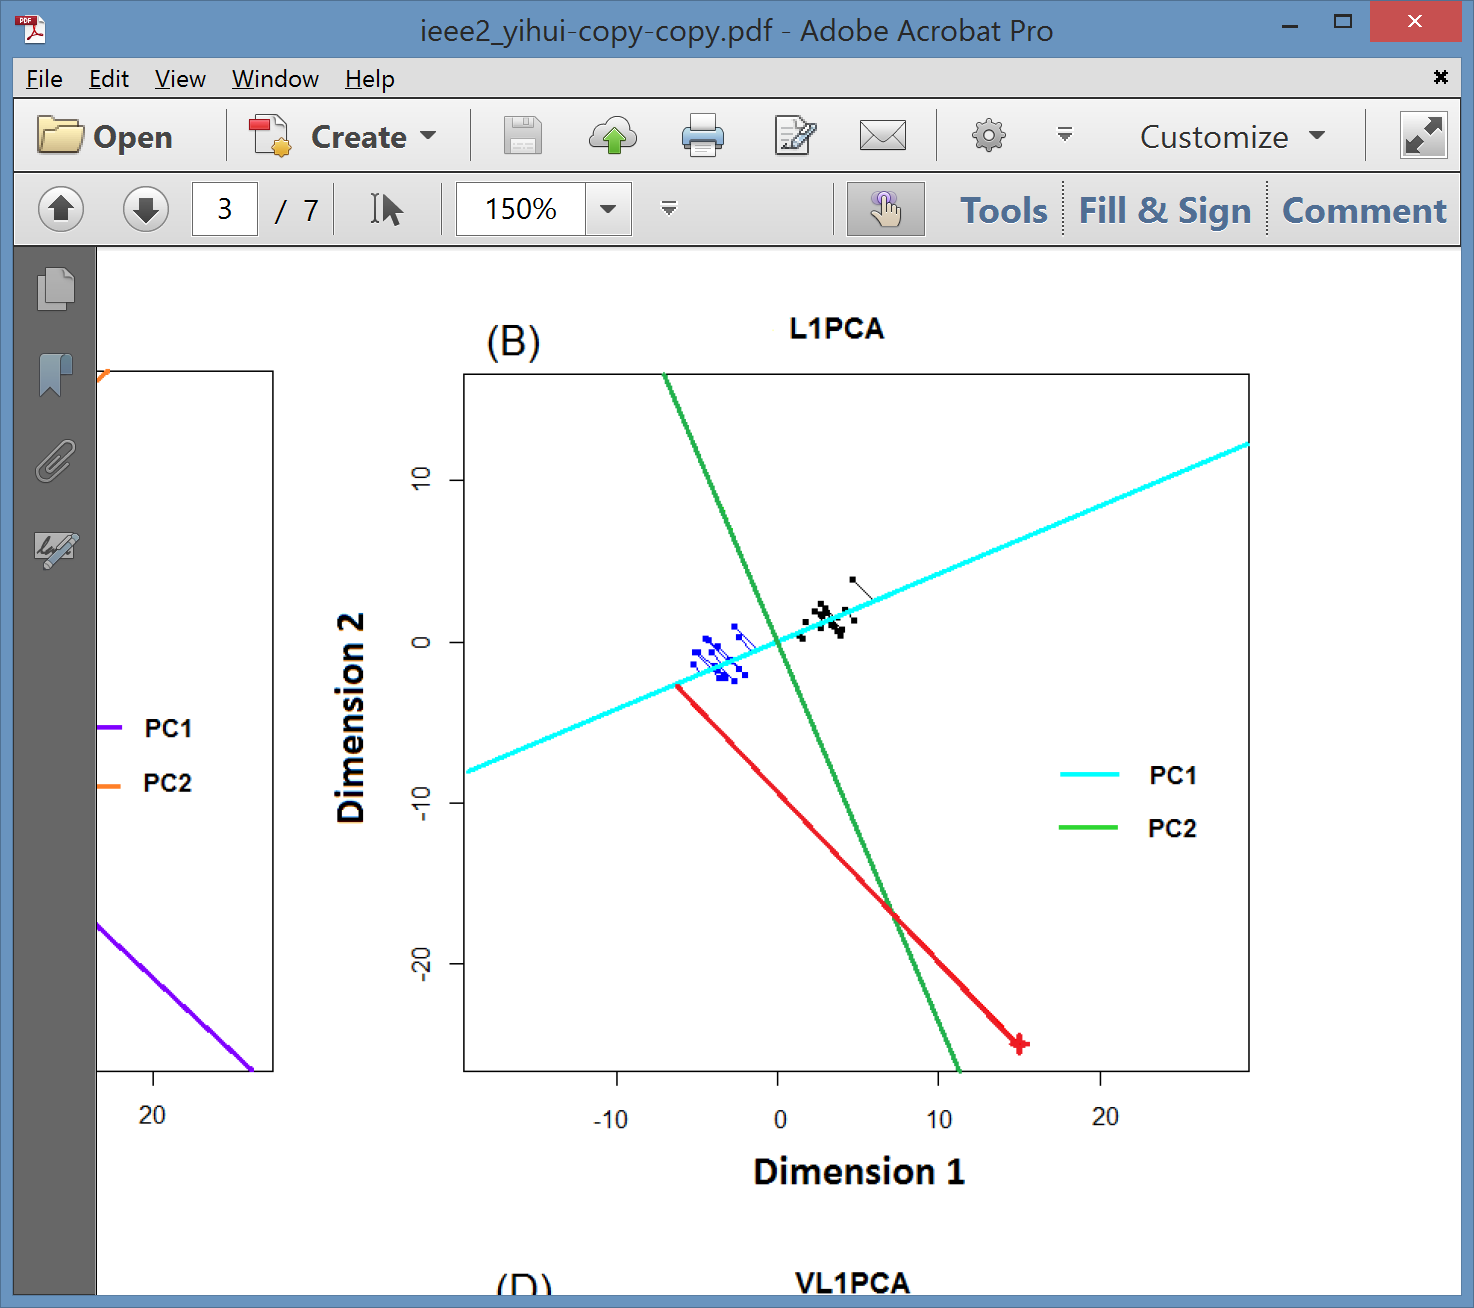 ieee2_yihui-copy-copy.pdf - Adobe Acrobat Pro
File Edit View Window Help
Open Create Customize
3 / 7 150% Tools Fill & Sign Comment
(B) L1PCA
10
0
-10
-20
Dimension 2
PC1
PC2
PC1
PC2
20
-10 0 10 20
Dimension 1
(D) VL1PCA